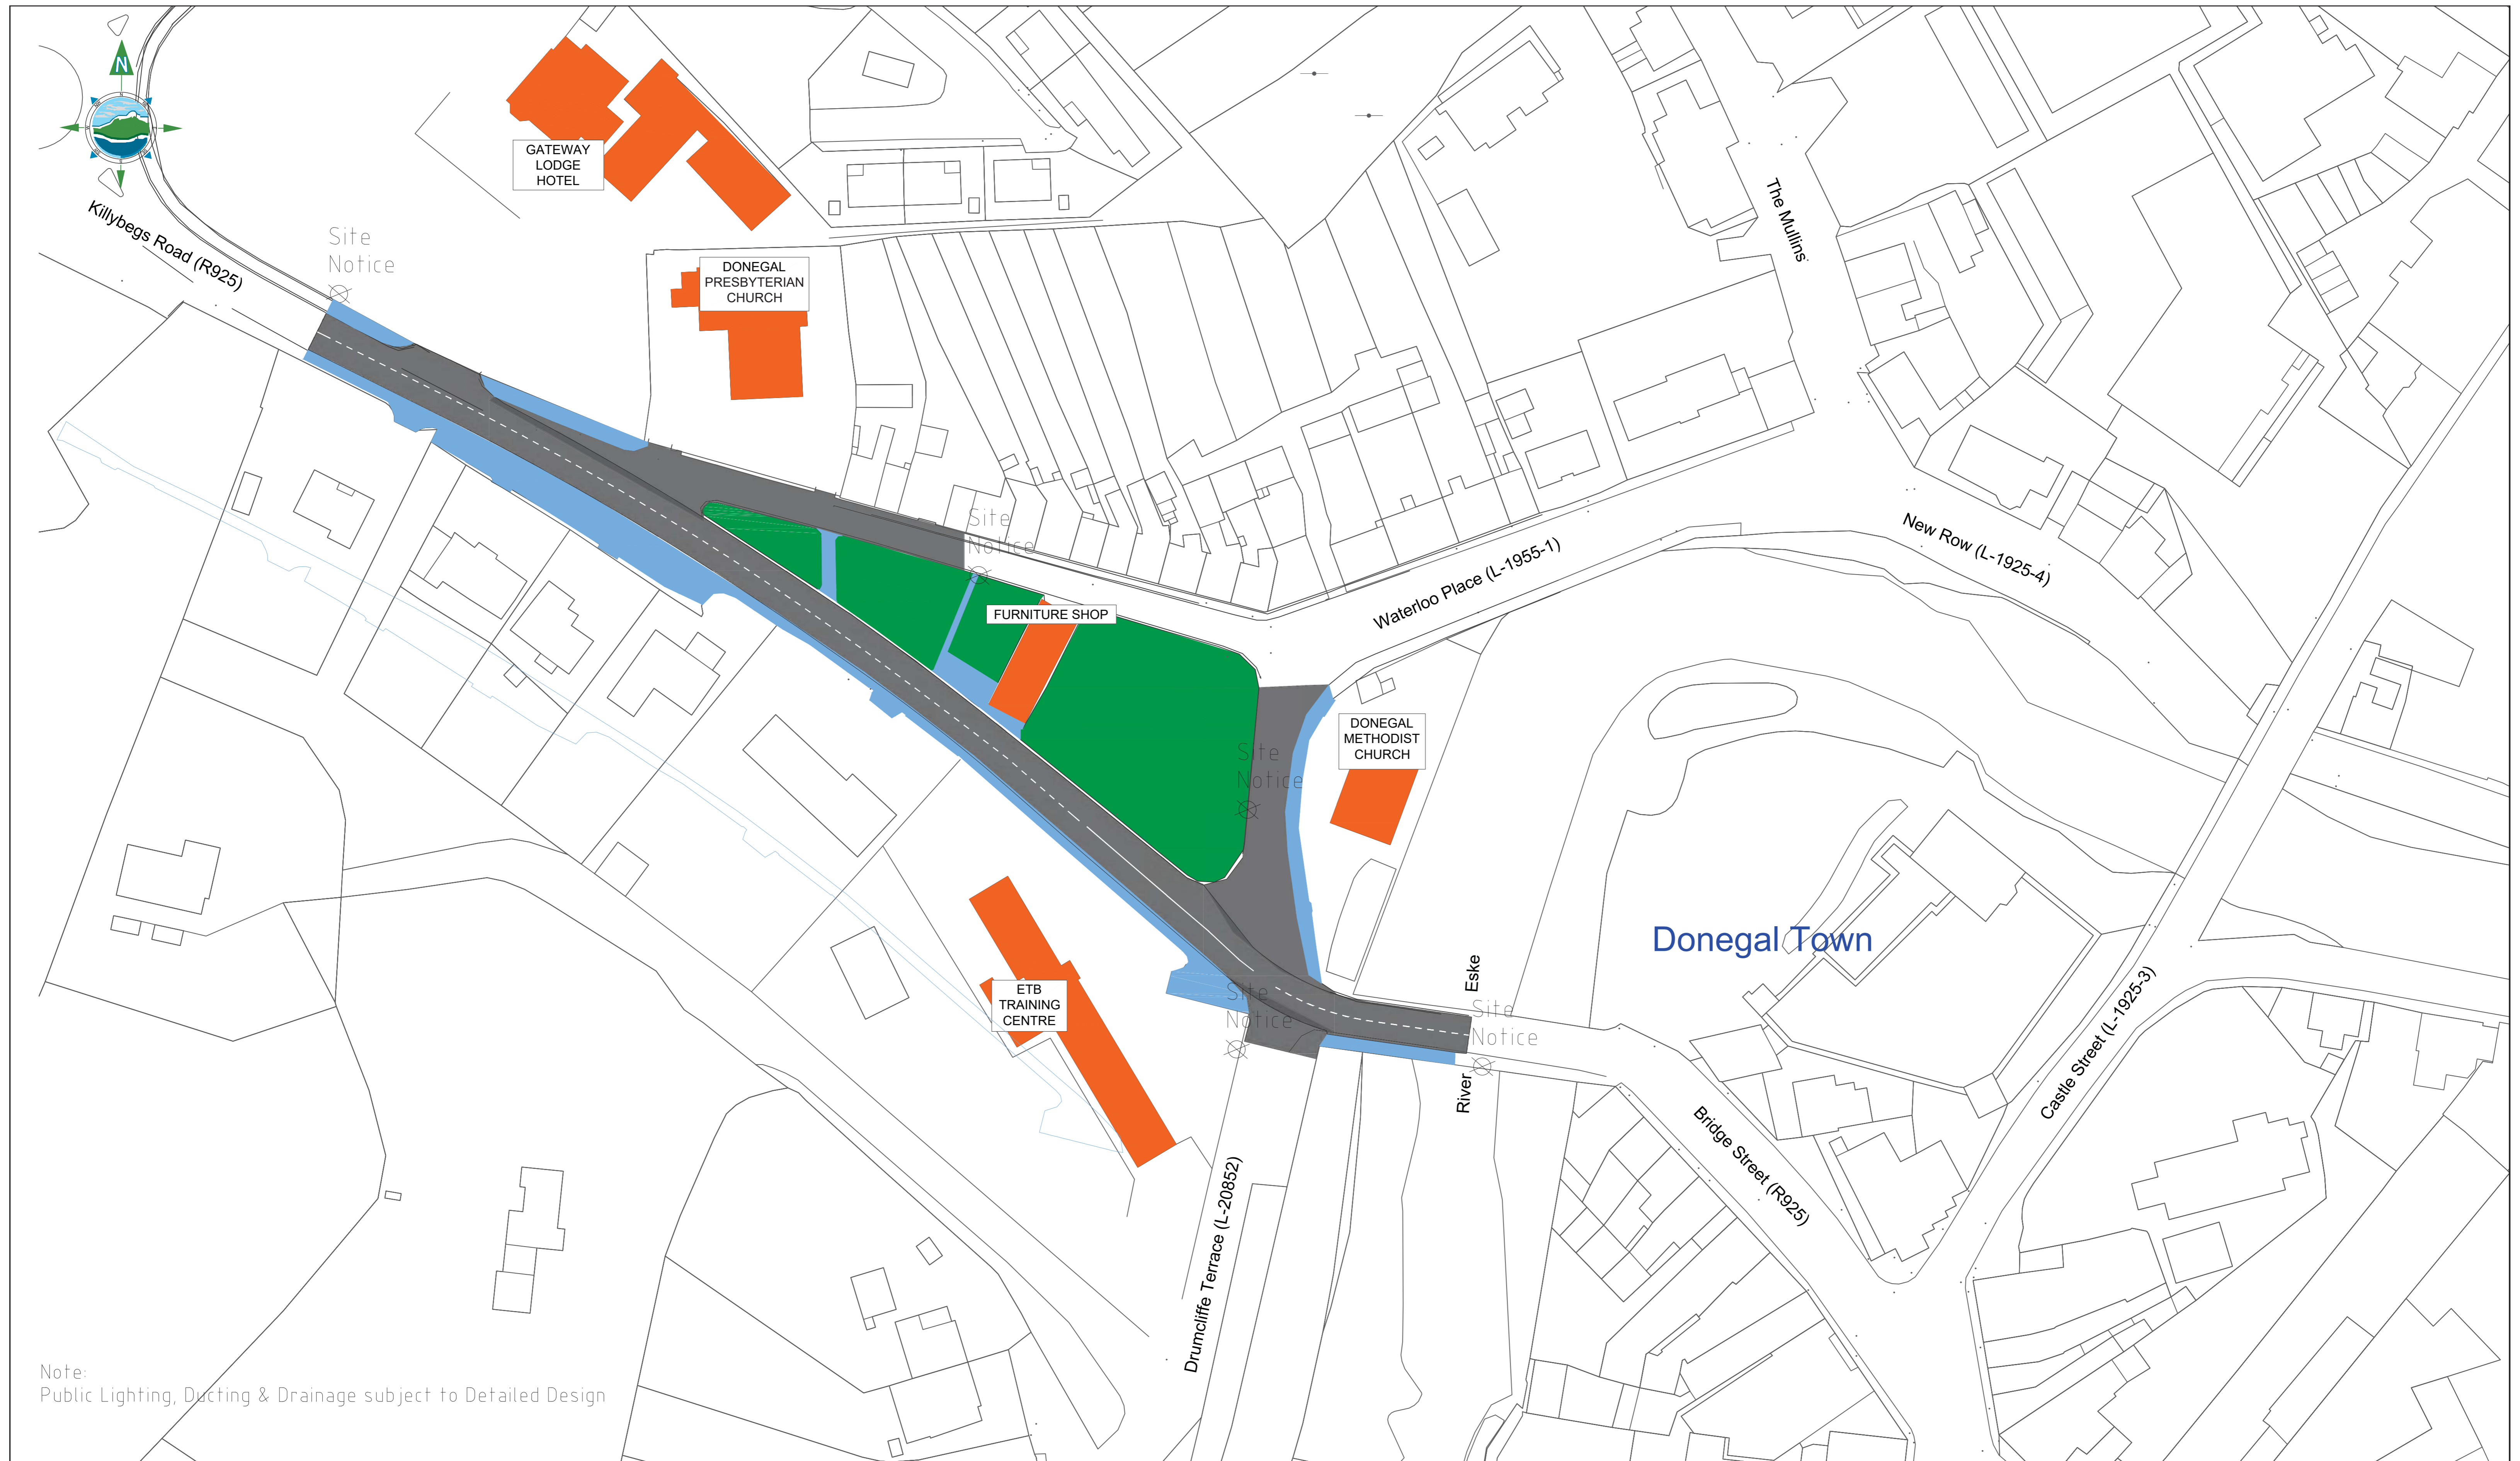 N
GATEWAY
LODGE
HOTEL
Killybegs Road (R925)
Site
Notice
The Mullins
DONEGAL
PRESBYTERIAN
CHURCH
Site
Notice
New Row (L-1925-4)
Waterloo Place (L-1955-1)
FURNITURE SHOP
DONEGAL
METHODIST
CHURCH
Site
Notice
Donegal Town
ETB
TRAINING
CENTRE
Site
Notice
Eske
Site
Notice
River
Castle Street (L-1925-3)
Bridge Street (R925)
Drumcliffe Terrace (L-20852)
Note:
Public Lighting, Ducting & Drainage subject to Detailed Design